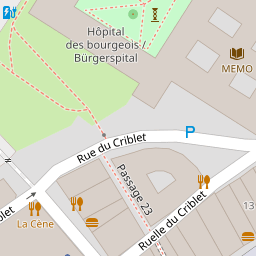 Hôpital
des bourgeois /
Bürgerspital
MEMO
P
Rue du Criblet
Passage 23
Ruelle du Criblet
La Cène
13